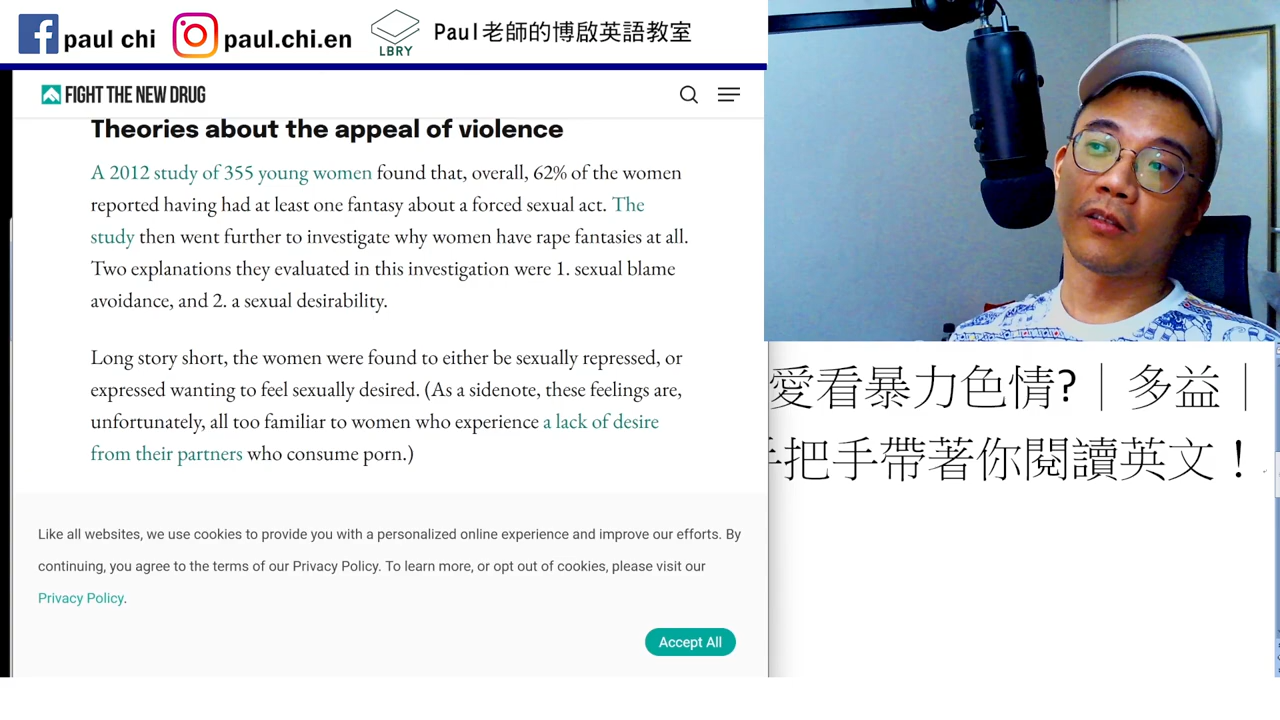 paul chi
paul.chi.en
LBRY
Paul老師的博啟英語教室
FIGHT THE NEW DRUG
Theories about the appeal of violence
A 2012 study of 355 young women found that, overall, 62% of the women
reported having had at least one fantasy about a forced sexual act. The
study then went further to investigate why women have rape fantasies at all.
Two explanations they evaluated in this investigation were 1. sexual blame
avoidance, and 2. a sexual desirability.
Long story short, the women were found to either be sexually repressed, or
expressed wanting to feel sexually desired. (As a sidenote, these feelings are,
unfortunately, all too familiar to women who experience a lack of desire
from their partners who consume porn.)
Like all websites, we use cookies to provide you with a personalized online experience and improve our efforts. By
continuing, you agree to the terms of our Privacy Policy. To learn more, or opt out of cookies, please visit our
Privacy Policy.
Accept All
愛看暴力色情?｜多益｜
手把手帶著你閱讀英文！